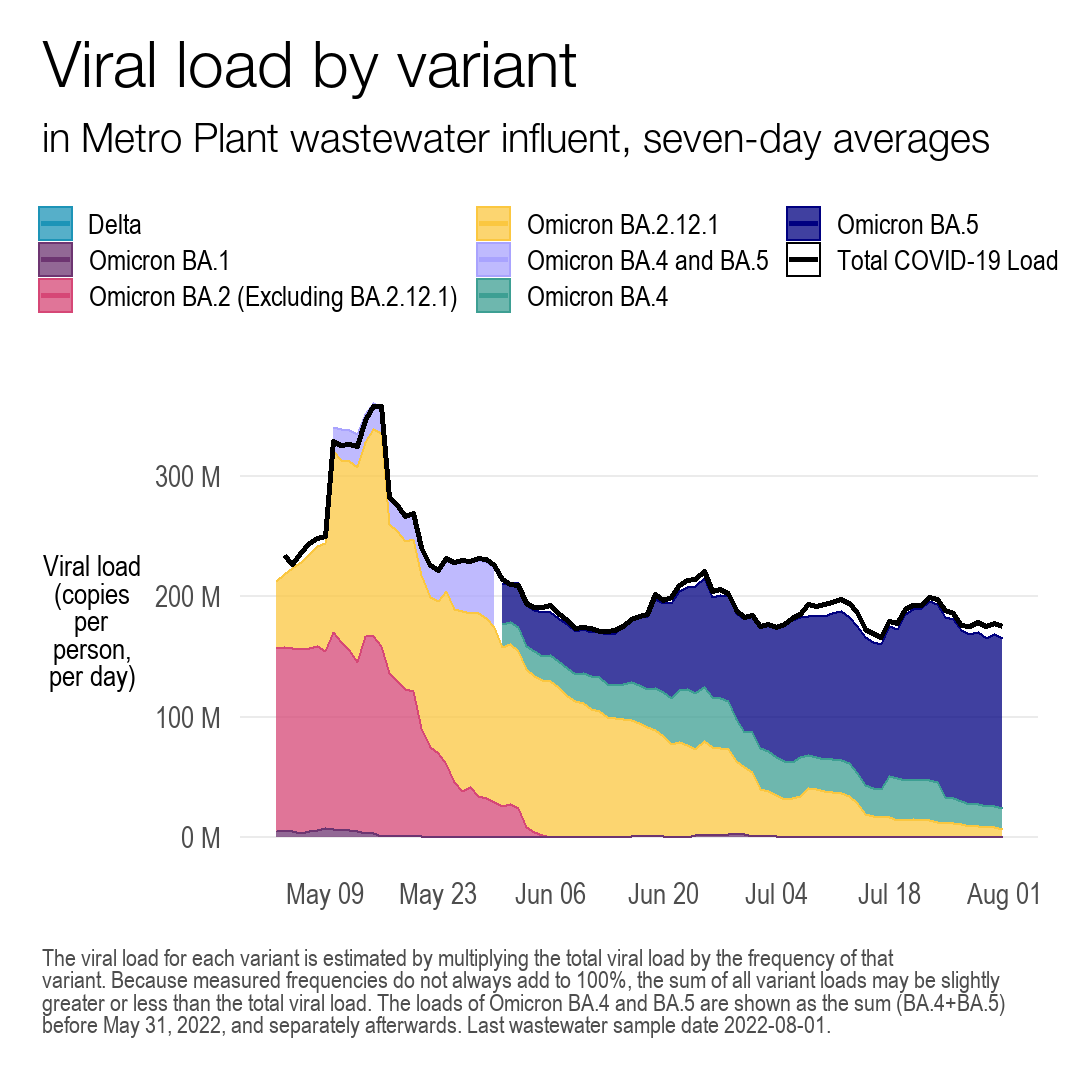 Viral load by variant
in Metro Plant wastewater influent, seven-day averages
Delta
Omicron BA.1
Omicron BA.2 (Excluding BA.2.12.1)
Omicron BA.2.12.1
Omicron BA.4 and BA.5
Omicron BA.4
Omicron BA.5
Total COVID-19 Load
Viral load
(copies
per
person,
per day)
300 M
200 M
100 M
0 M
May 09 May 23 Jun 06 Jun 20 Jul 04 Jul 18 Aug 01
The viral load for each variant is estimated by multiplying the total viral load by the frequency of that
variant. Because measured frequencies do not always add to 100%, the sum of all variant loads may be slightly
greater or less than the total viral load. The loads of Omicron BA.4 and BA.5 are shown as the sum (BA.4+BA.5)
before May 31, 2022, and separately afterwards. Last wastewater sample date 2022-08-01.